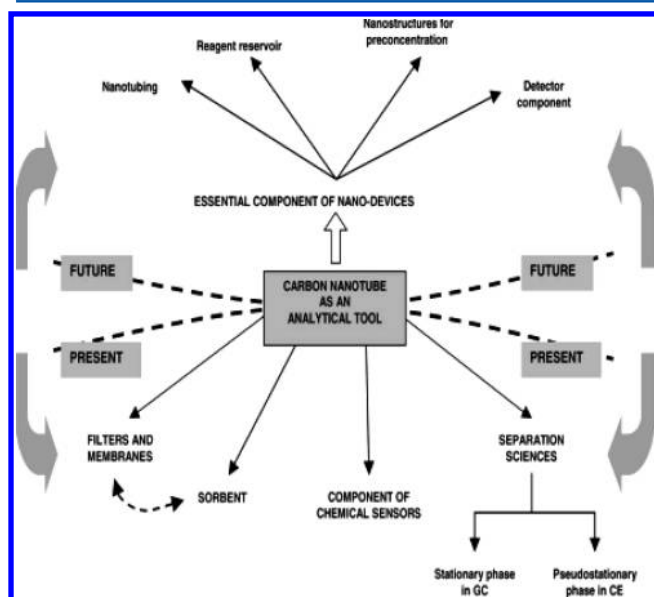 Nanostructures for
preconcentration
Reagent reservoir
Nanotubing
Detector
component
ESSENTIAL COMPONENT OF NANO-DEVICES
FUTURE
CARBON NANOTUBE
AS AN
ANALYTICAL TOOL
FUTURE
PRESENT
PRESENT
FILTERS AND
MEMBRANES
SEPARATION
SCIENCES
SORBENT
COMPONENT OF
CHEMICAL SENSORS
Stationary phase
in GC
Pseudostationary
phase in CE